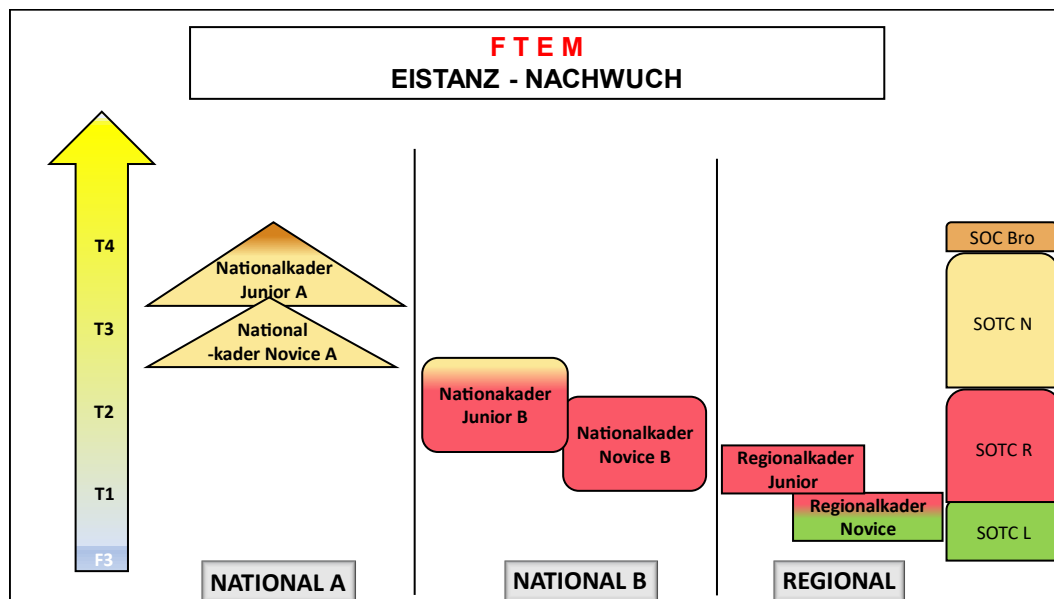 F T E M
EISTANZ - NACHWUCH
T4
T3
T2
T1
F3
Nationalkader
Junior A
National
-kader Novice A
NATIONAL A
Nationakader
Junior B
Nationalkader
Novice B
NATIONAL B
Regionalkader
Junior
Regionalkader
Novice
REGIONAL
SOC Bro
SOTC N
SOTC R
SOTC L